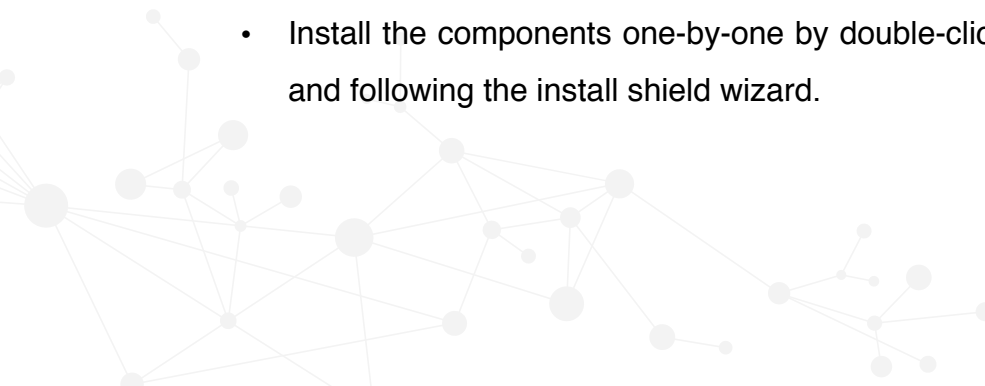 • Install the components one-by-one by double-clic
and following the install shield wizard.